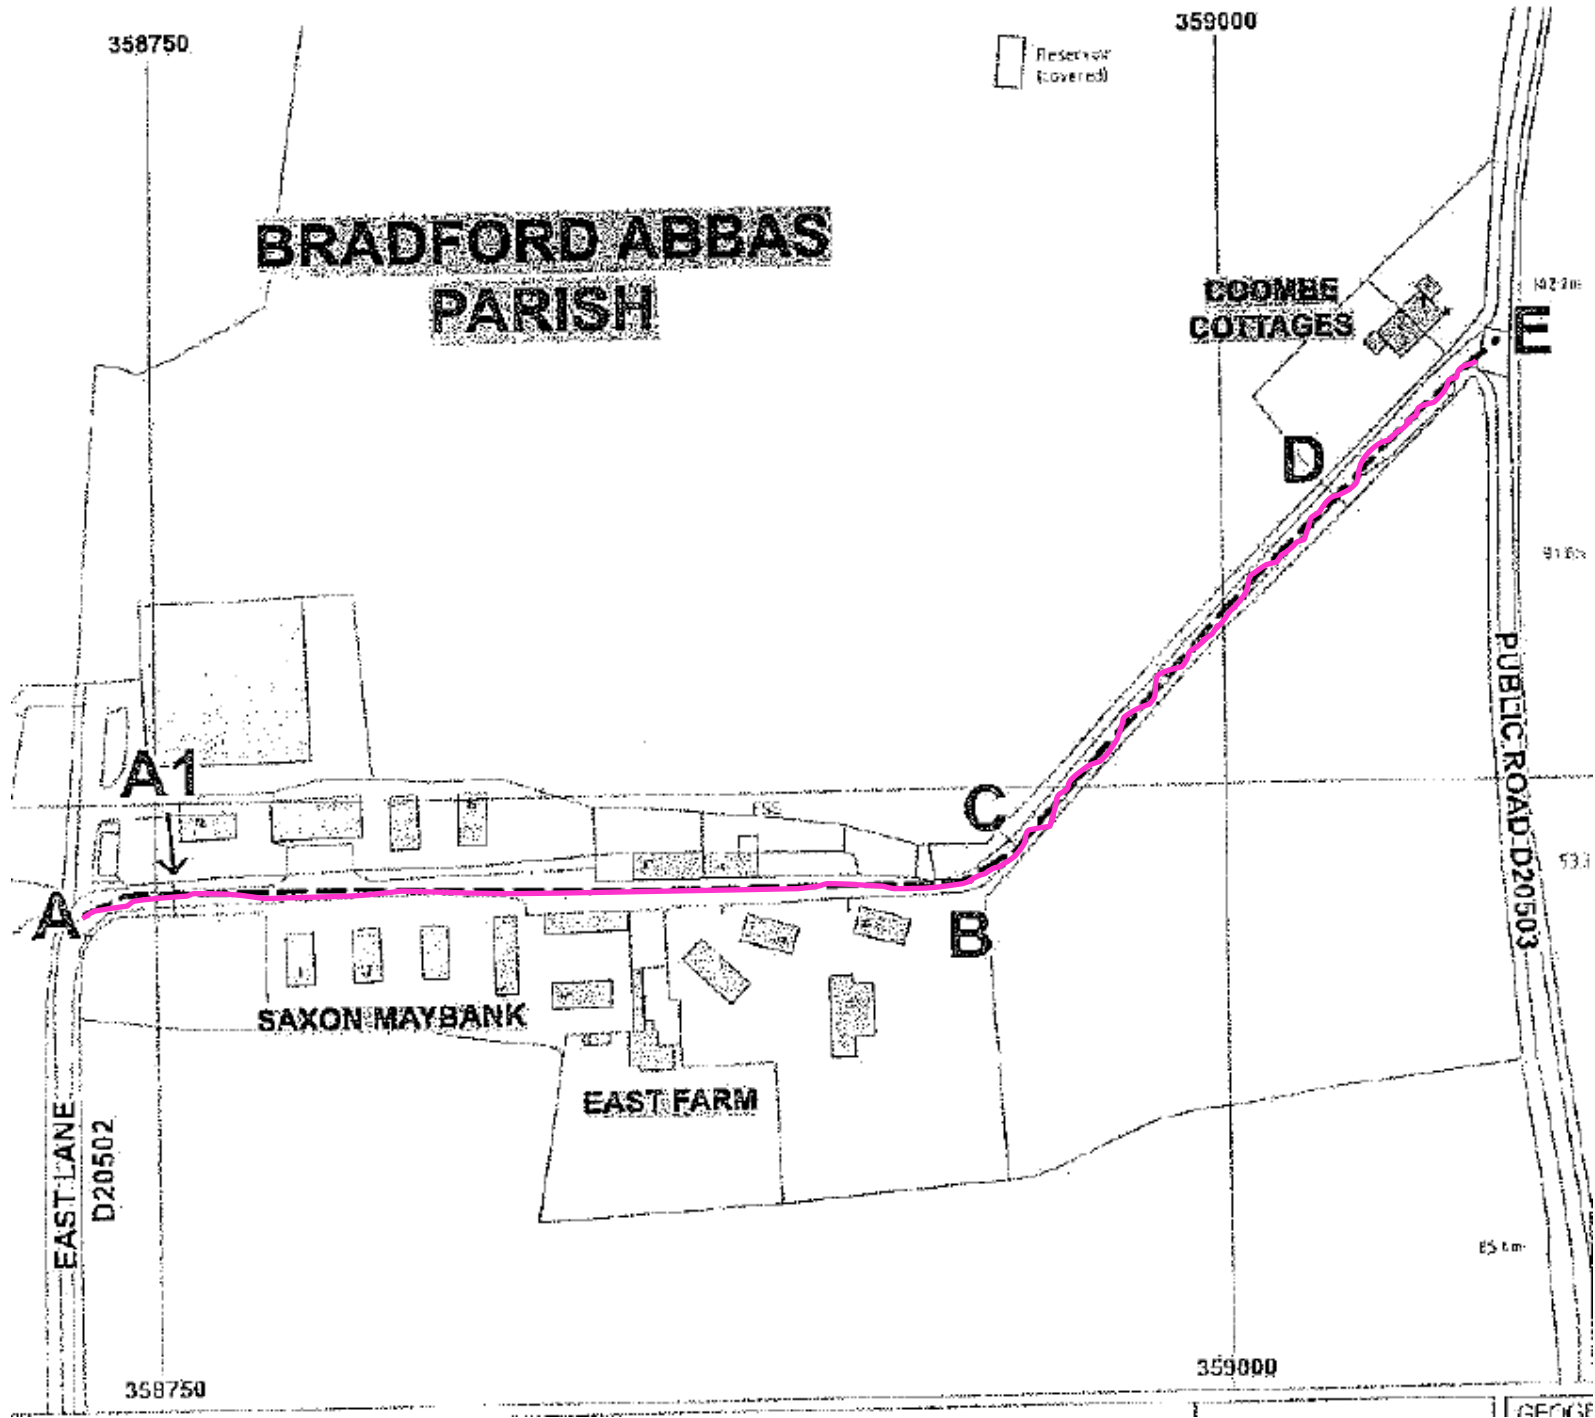 358750
359000
Reservoir
(covered)
BRADFORD ABBAS
PARISH
COOMBE
COTTAGES
E
D
A1
C
ESS
A
B
PUBLIC ROAD D20503
SAXON MAYBANK
EAST FARM
EAST LANE
D20502
358750
359000